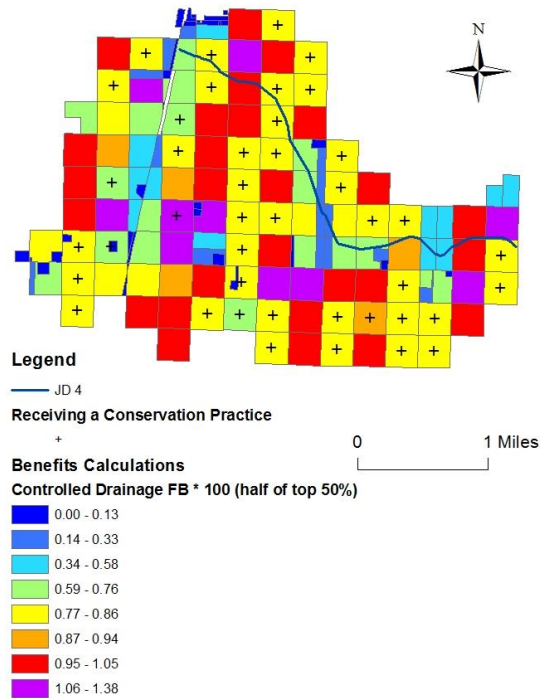 N
Legend
JD 4
Receiving a Conservation Practice
+
0 1 Miles
Benefits Calculations
Controlled Drainage FB * 100 (half of top 50%)
0.00 - 0.13
0.14 - 0.33
0.34 - 0.58
0.59 - 0.76
0.77 - 0.86
0.87 - 0.94
0.95 - 1.05
1.06 - 1.38